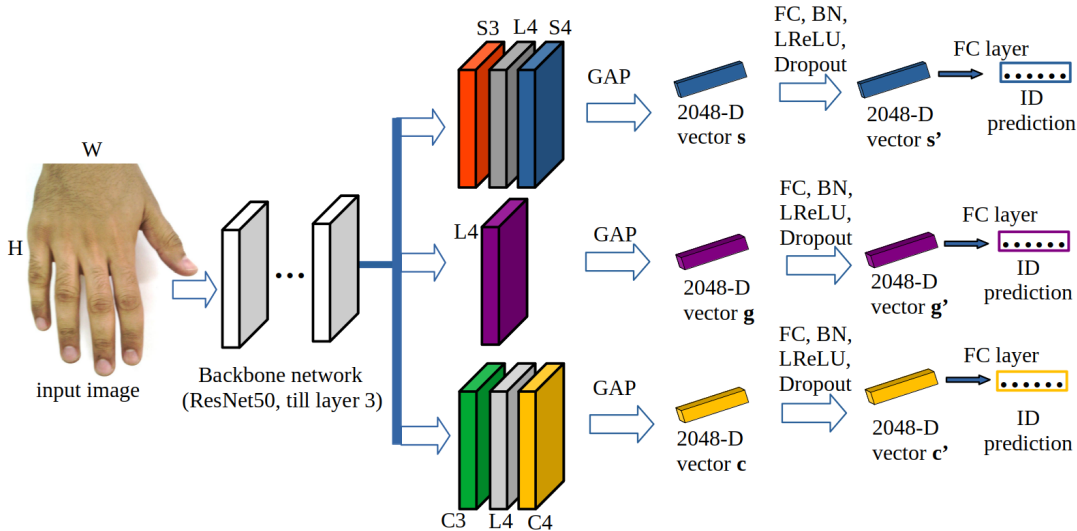 S3 L4 S4
GAP
2048-D
vector s
FC, BN,
LReLU,
Dropout
2048-D
vector s’
FC layer
ID
prediction
W
H
input image
Backbone network
(ResNet50, till layer 3)
L4
GAP
2048-D
vector g
FC, BN,
LReLU,
Dropout
2048-D
vector g’
FC layer
ID
prediction
C3 L4 C4
GAP
2048-D
vector c
FC, BN,
LReLU,
Dropout
2048-D
vector c’
FC layer
ID
prediction